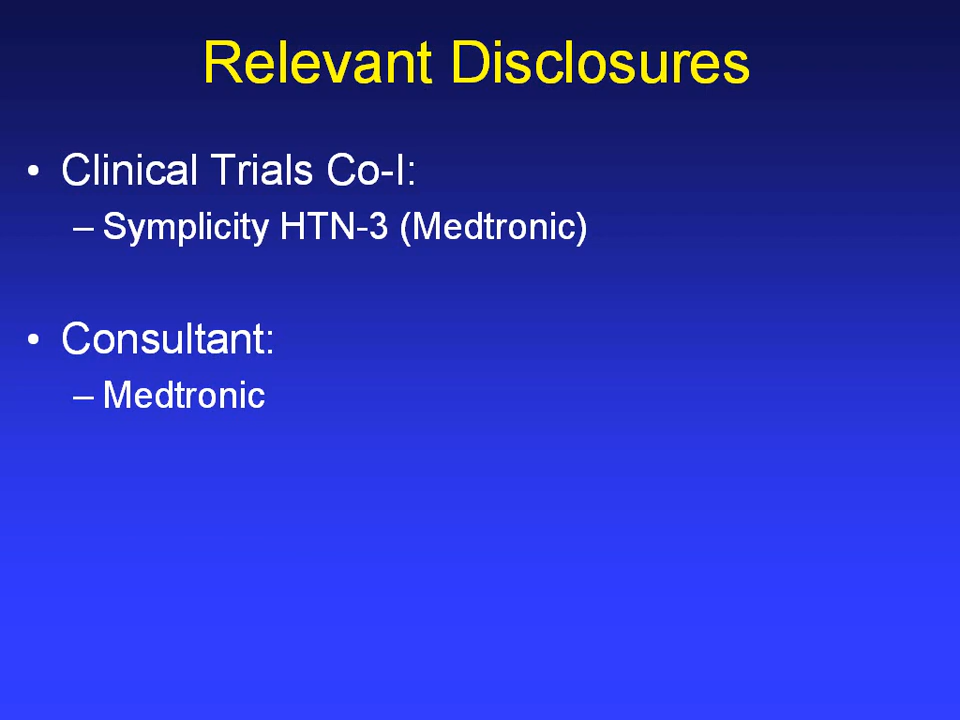 Relevant Disclosures
• Clinical Trials Co-I:
– Symplicity HTN-3 (Medtronic)
• Consultant:
– Medtronic